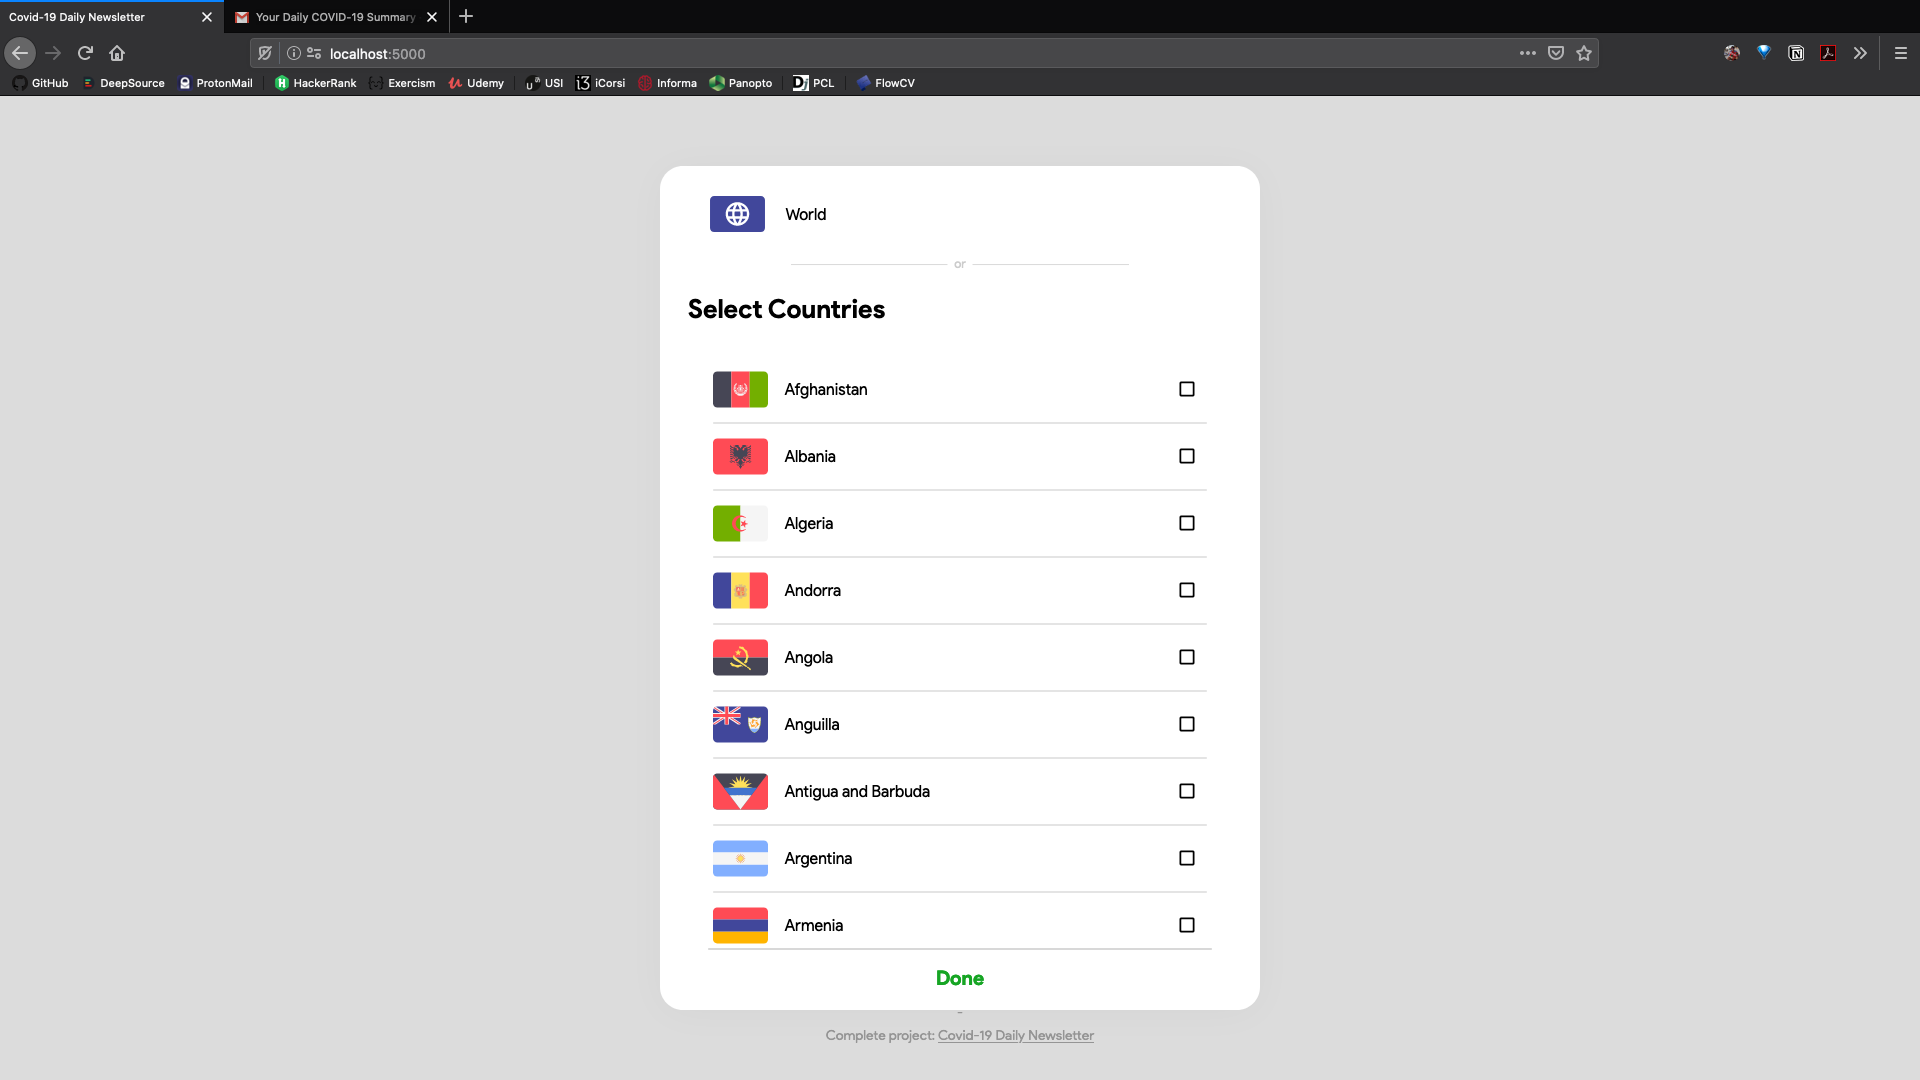 Covid-19 Daily Newsletter
Your Daily COVID-19 Summary
localhost:5000
GitHub
DeepSource
ProtonMail
HackerRank
Exercism
Udemy
USI
iCorsi
Informa
Panopto
PCL
FlowCV
World
or
Select Countries
Afghanistan
Albania
Algeria
Andorra
Angola
Anguilla
Antigua and Barbuda
Argentina
Armenia
Done
Complete project: Covid-19 Daily Newsletter